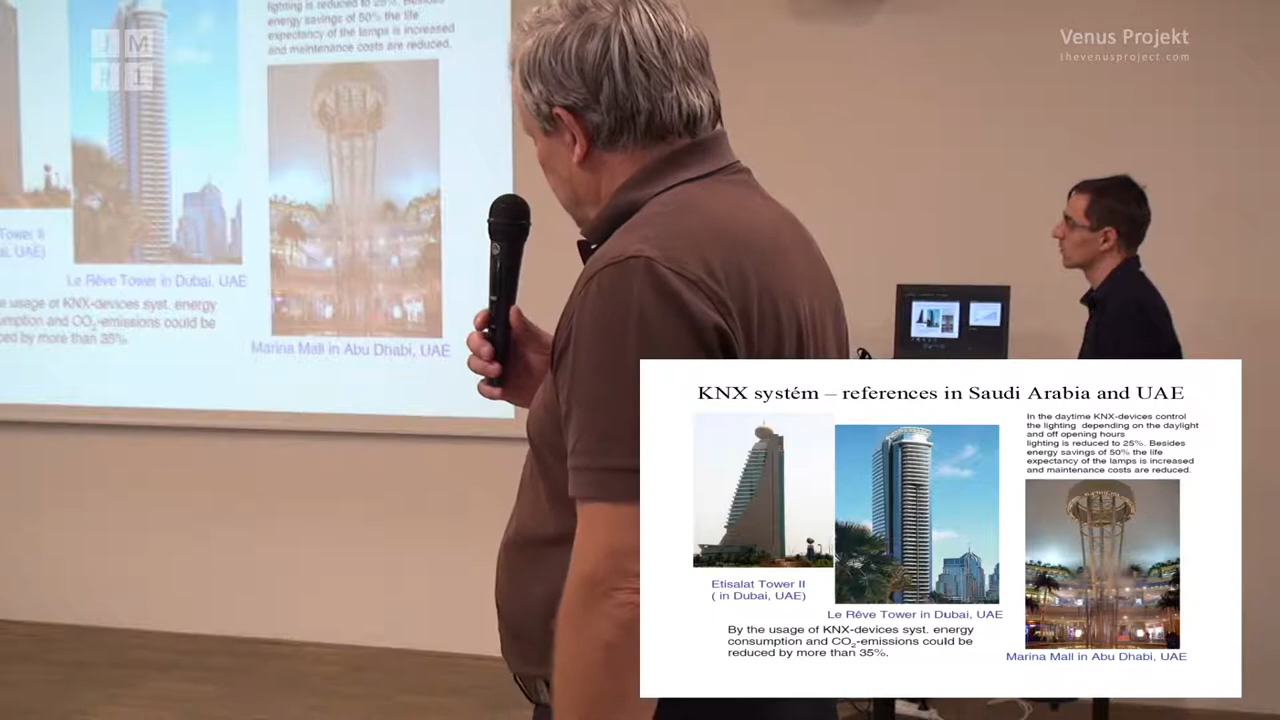 JM
H1
Venus Projekt
thevenusproject.com
lighting is reduced to 25%. Besides
energy savings of 50% the life
expectancy of the lamps is increased
and maintenance costs are reduced.
Tower II
UAE)
Le Rêve Tower in Dubai, UAE
usage of KNX-devices syst. energy
and CO2-emissions could be
by more than 35%
Marina Mall in Abu Dhabi, UAE
KNX systém – references in Saudi Arabia and UAE
In the daytime KNX-devices control
the lighting depending on the daylight
and off opening hours
lighting is reduced to 25%. Besides
energy savings of 50% the life
expectancy of the lamps is increased
and maintenance costs are reduced.
Etisalat Tower II
( in Dubai, UAE)
Le Rêve Tower in Dubai, UAE
By the usage of KNX-devices syst. energy
consumption and CO2-emissions could be
reduced by more than 35%.
Marina Mall in Abu Dhabi, UAE